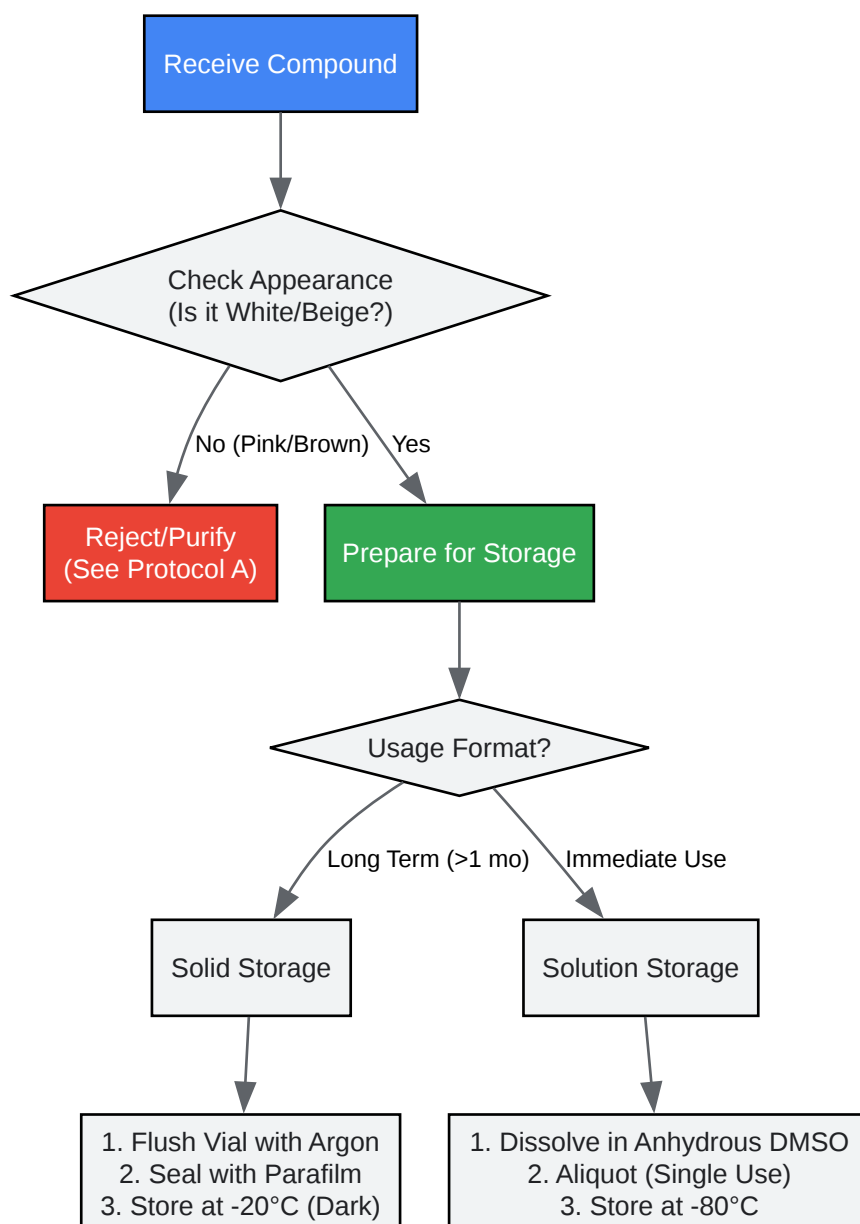 Receive Compound
Check Appearance
(Is it White/Beige?)
No (Pink/Brown)
Yes
Reject/Purify
(See Protocol A)
Prepare for Storage
Usage Format?
Long Term (>1 mo)
Immediate Use
Solid Storage
Solution Storage
1. Flush Vial with Argon
2. Seal with Parafilm
3. Store at -20°C (Dark)
1. Dissolve in Anhydrous DMSO
2. Aliquot (Single Use)
3. Store at -80°C